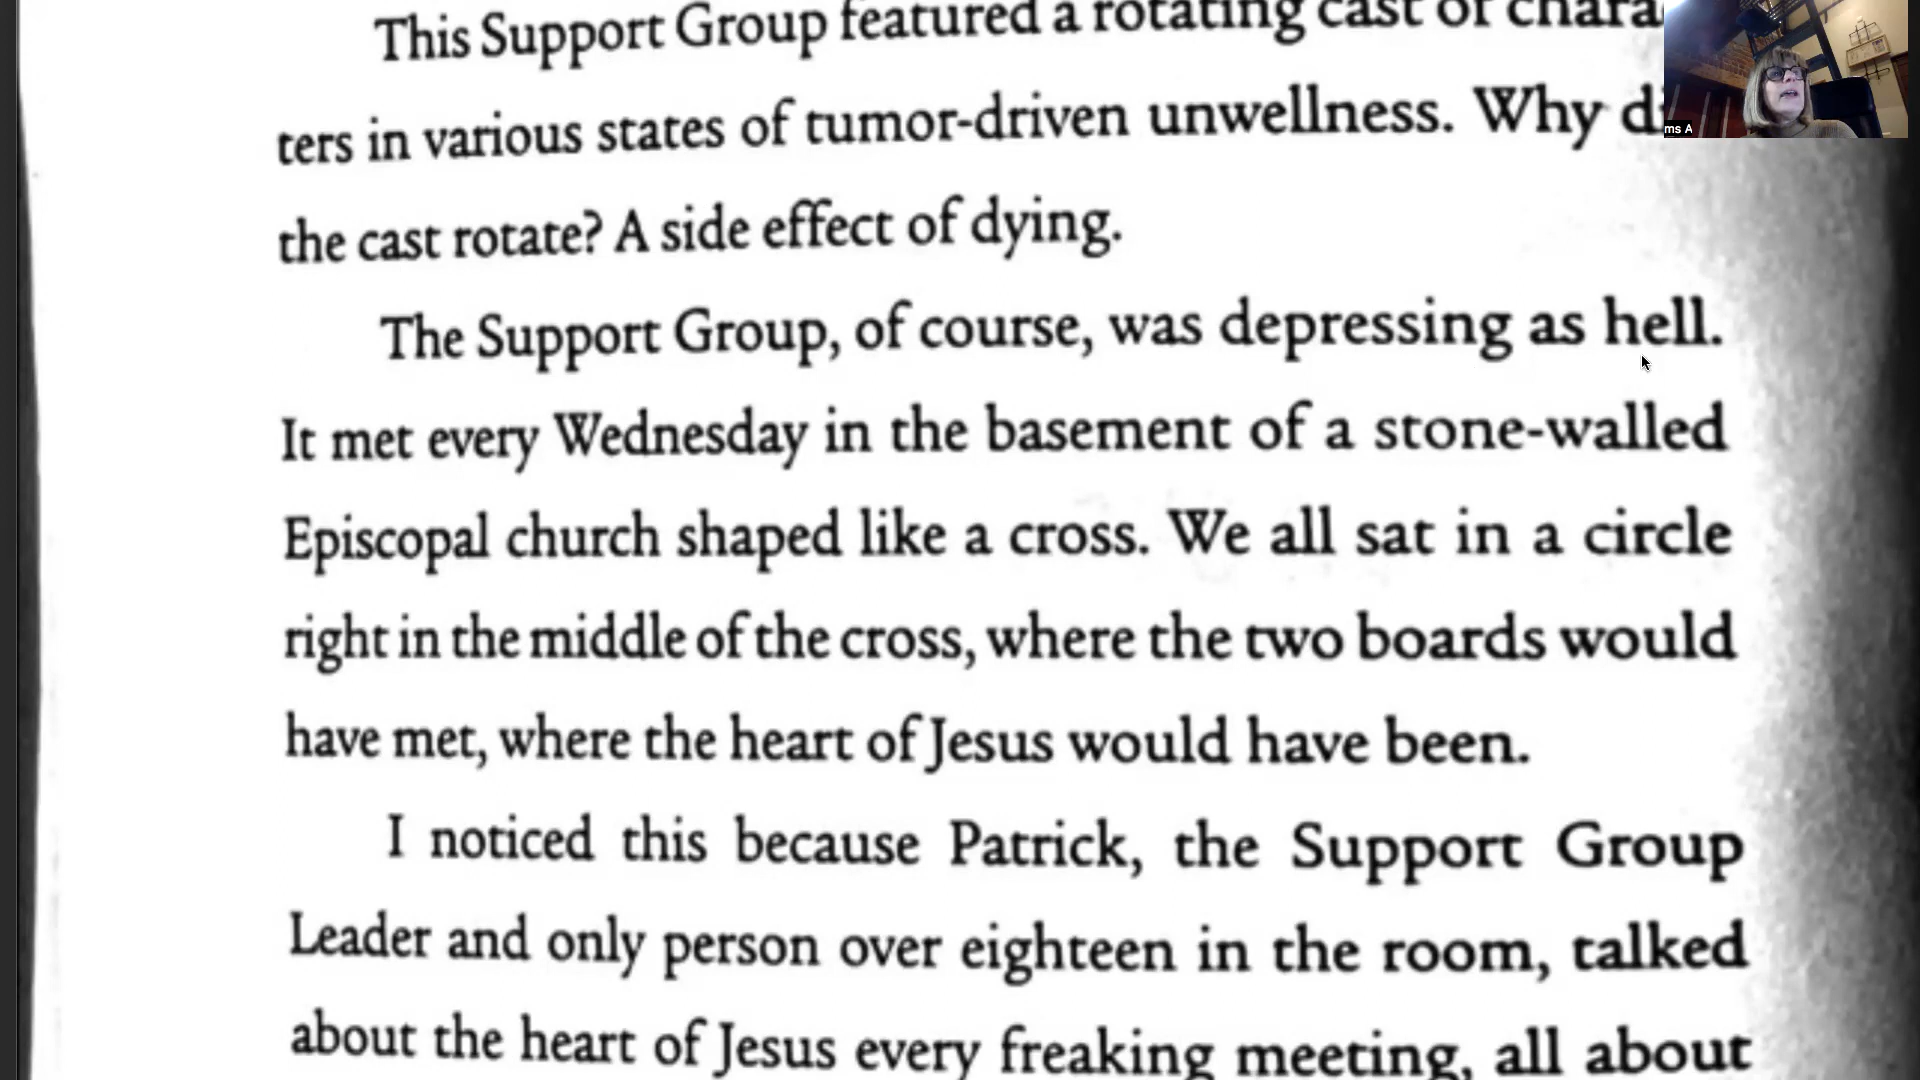 This Support Group featured a rotating cast of chara
ters in various states of tumor-driven unwellness. Why di
the cast rotate? A side effect of dying.
The Support Group, of course, was depressing as hell.
It met every Wednesday in the basement of a stone-walled
Episcopal church shaped like a cross. We all sat in a circle
right in the middle of the cross, where the two boards would
have met, where the heart of Jesus would have been.
I noticed this because Patrick, the Support Group
Leader and only person over eighteen in the room, talked
about the heart of Jesus every freaking meeting, all about
ms A